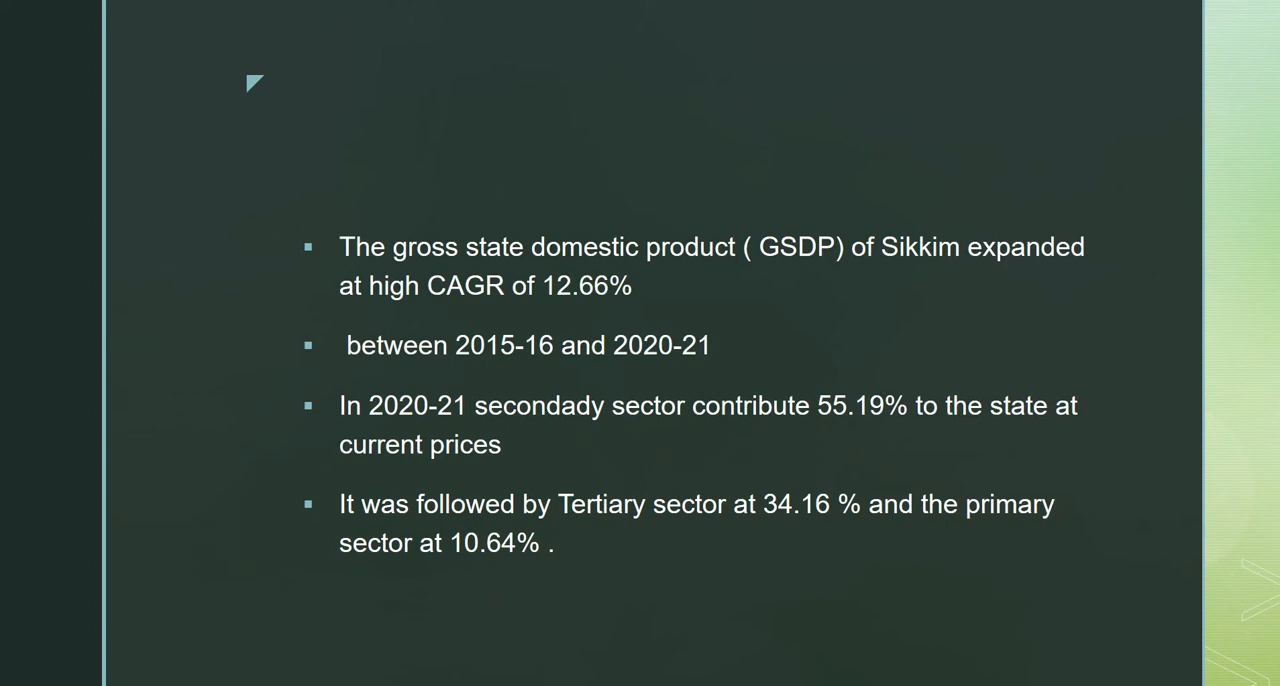 ▪ The gross state domestic product ( GSDP) of Sikkim expanded
at high CAGR of 12.66%
▪ between 2015-16 and 2020-21
▪ In 2020-21 secondady sector contribute 55.19% to the state at
current prices
▪ It was followed by Tertiary sector at 34.16 % and the primary
sector at 10.64% .